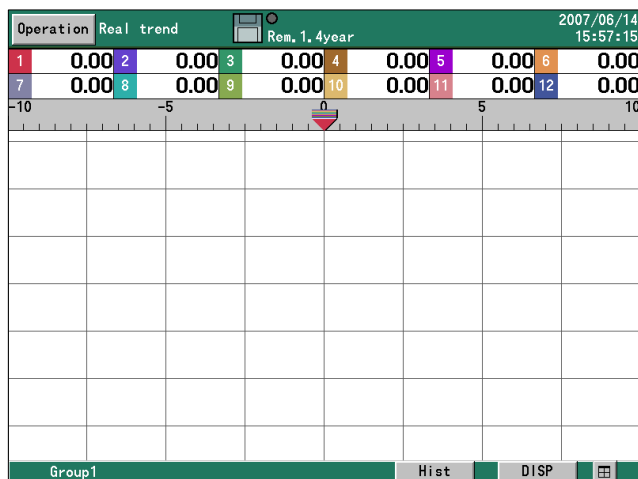 Operation Real trend 2007/06/14
Rem.1.4year 15:57:15
1 0.00 2 0.00 3 0.00 4 0.00 5 0.00 6 0.00
7 0.00 8 0.00 9 0.00 10 0.00 11 0.00 12 0.00
-10 -5 0 5 10
Group1 Hist DISP